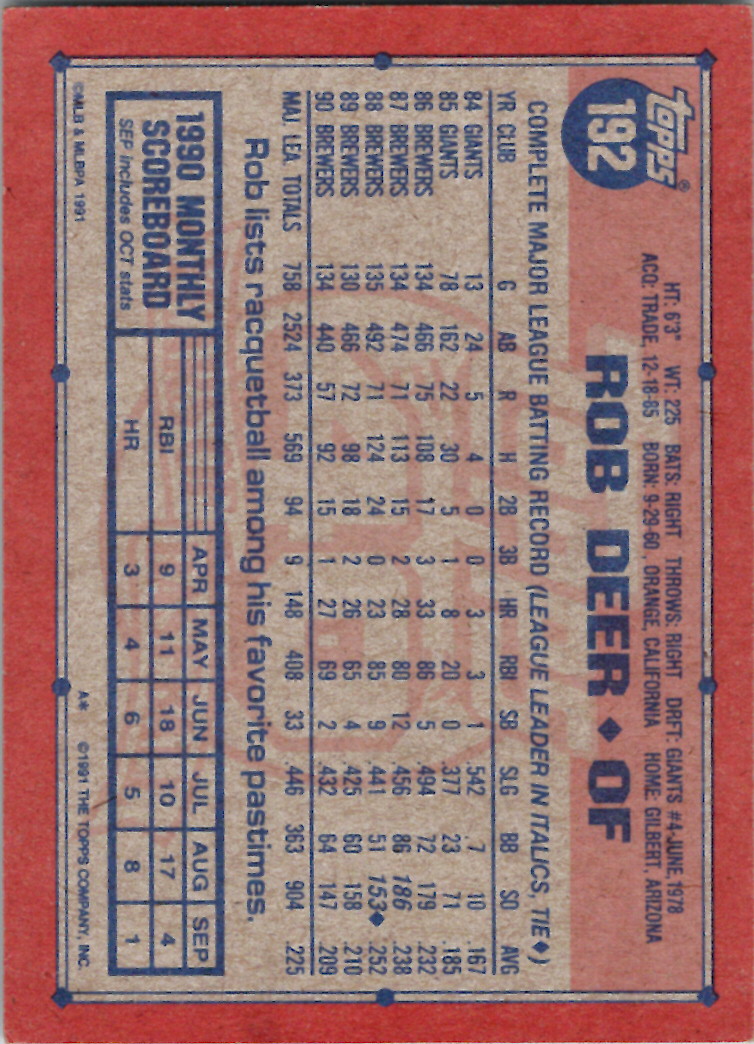 topps®
192
HT: 6'3" WT: 225 BATS: RIGHT THROWS: RIGHT DRFT: GIANTS #4-JUNE, 1978
ACQ: TRADE, 12-18-85 BORN: 9-29-60, ORANGE, CALIFORNIA HOME: GILBERT, ARIZONA
ROB DEER ◆ OF
COMPLETE MAJOR LEAGUE BATTING RECORD (LEAGUE LEADER IN ITALICS, TIE◆)
YR CLUB G AB R H 2B 3B HR RBI SB SLG BB SO AVG
84 GIANTS 13 24 5 4 0 0 3 3 1 .542 7 10 .167
85 GIANTS 78 162 22 30 5 1 8 20 0 .377 23 71 .185
86 BREWERS 134 466 75 108 17 3 33 86 5 .494 72 179 .232
87 BREWERS 134 474 71 113 15 2 28 80 12 .456 86 186 .238
88 BREWERS 135 492 71 124 24 0 23 85 9 .441 51 153◆ .252
89 BREWERS 130 466 72 98 18 2 26 65 4 .425 60 158 .210
90 BREWERS 134 440 57 92 15 1 27 69 2 .432 64 147 .209
MAJ. LEA. TOTALS 758 2524 373 569 94 9 148 408 33 .446 363 904 .225
Rob lists racquetball among his favorite pastimes.
1990 MONTHLY
SCOREBOARD
SEP includes OCT stats
APR MAY JUN JUL AUG SEP
RBI 9 11 18 10 17 4
HR 3 4 6 5 8 1
©MLB & MLBPA 1991
A* ©1991 THE TOPPS COMPANY, INC.